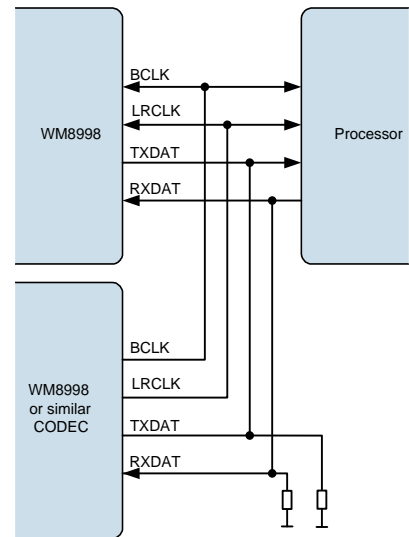 BCLK
LRCLK
WM8998
Processor
TXDAT
RXDAT
BCLK
LRCLK
WM8998
or similar
CODEC
TXDAT
RXDAT